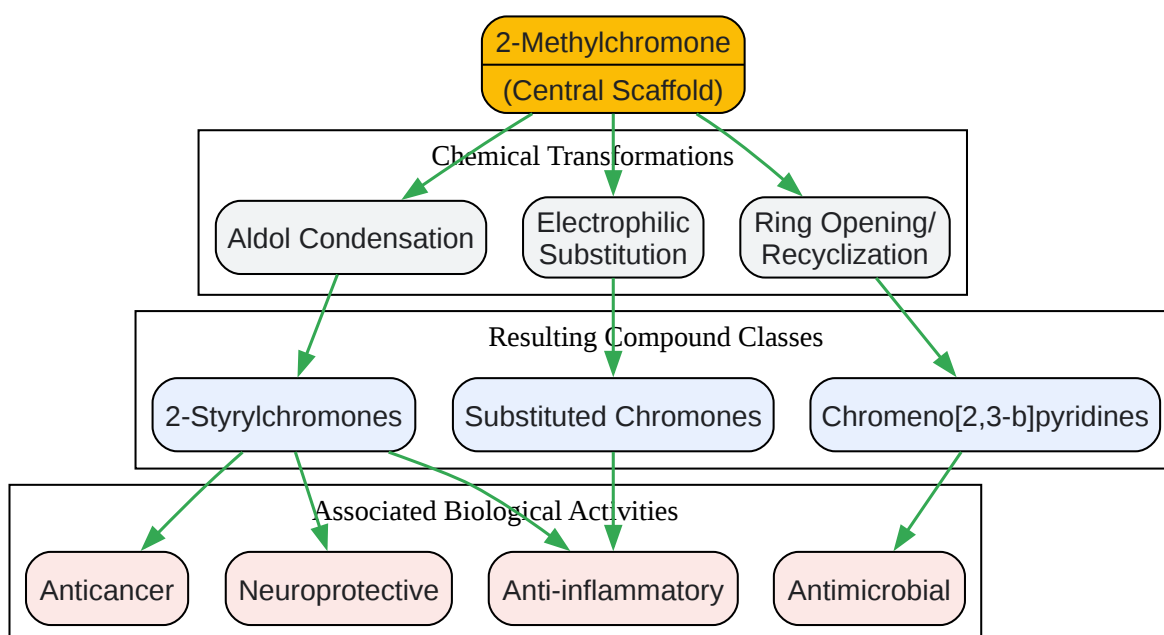 2-Methylchromone
(Central Scaffold)
Chemical Transformations
Aldol Condensation
Electrophilic
Substitution
Ring Opening/
Recyclization
Resulting Compound Classes
2-Styrylchromones
Substituted Chromones
Chromeno[2,3-b]pyridines
Associated Biological Activities
Anticancer
Neuroprotective
Anti-inflammatory
Antimicrobial